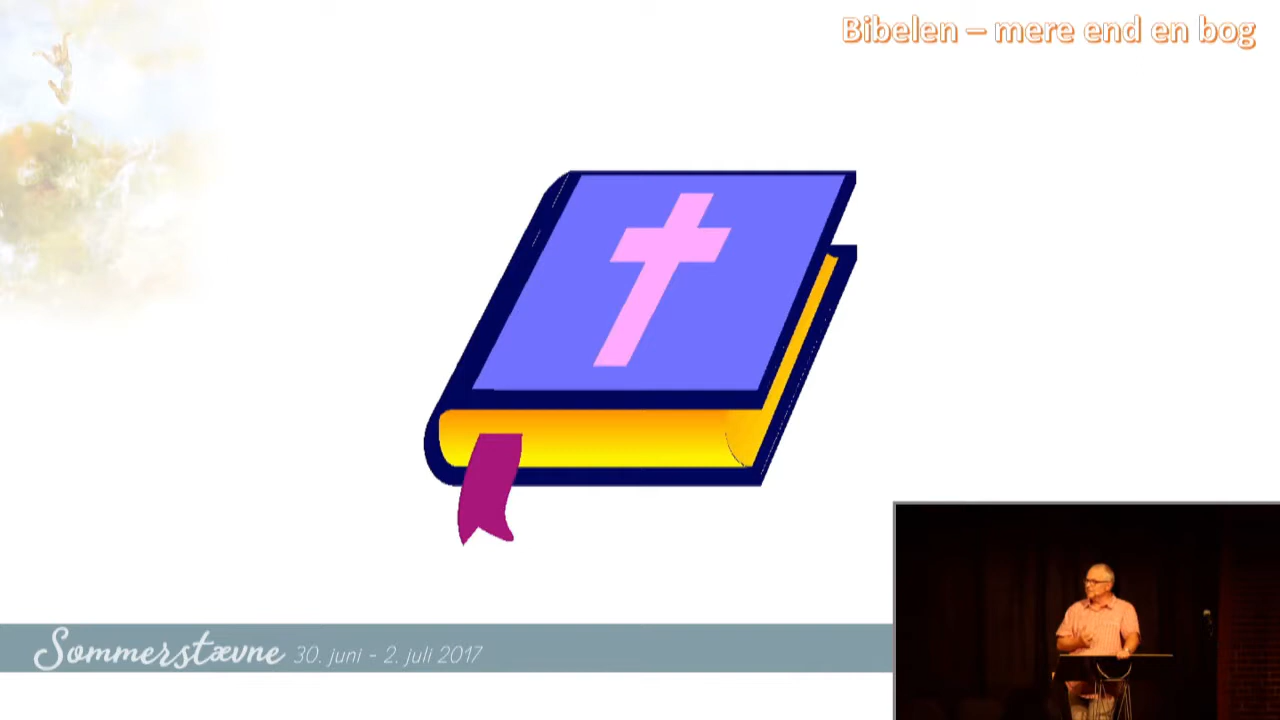 Bibelen – mere end en bog
Sommerstævne 30. juni - 2. juli 2017